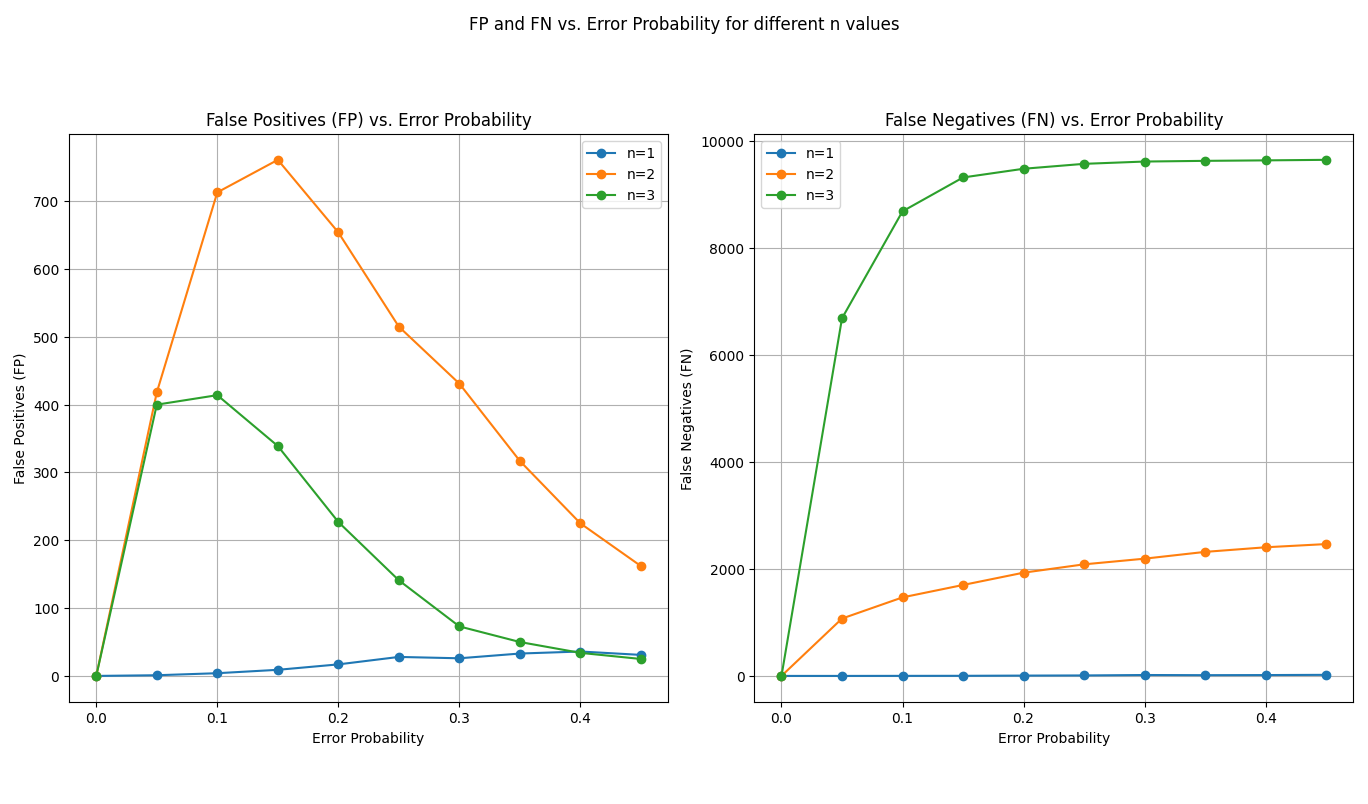 FP and FN vs. Error Probability for different n values
False Positives (FP) vs. Error Probability
False Positives (FP)
700
600
500
400
300
200
100
0
0.0 0.1 0.2 0.3 0.4
Error Probability
n=1
n=2
n=3
False Negatives (FN) vs. Error Probability
False Negatives (FN)
10000
8000
6000
4000
2000
0
0.0 0.1 0.2 0.3 0.4
Error Probability
n=1
n=2
n=3